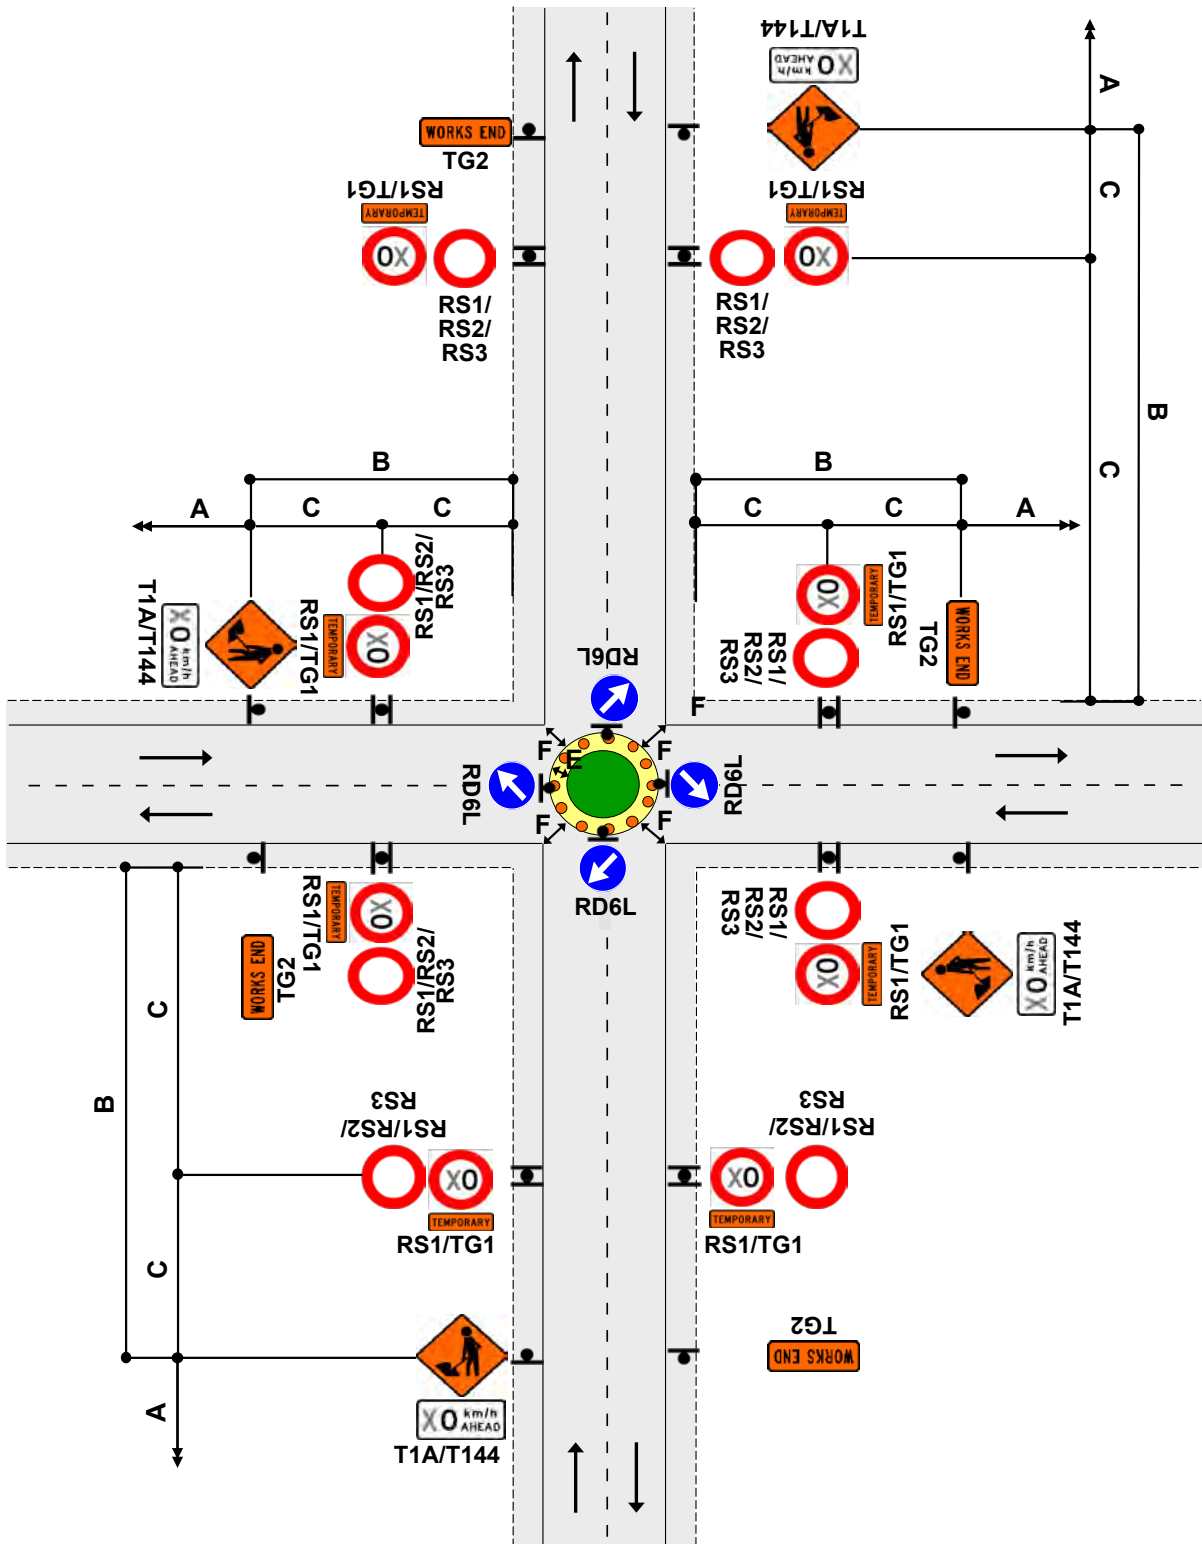 T1A/T144
X0 km/h
AHEAD
A
WORKS END
TG2
RS1/TG1
TEMPORARY
X0
C
RS1/TG1
TEMPORARY
X0
RS1/
RS2/
RS3
RS1/
RS2/
RS3
B
C
B
A
C
C
B
C
C
A
RS1/RS2/
RS3
T1A/T144
X0 km/h
AHEAD
RS1/TG1
TEMPORARY
X0
X0
TEMPORARY
RS1/TG1
RS1/
RS2/
RS3
WORKS END
TG2
RD6L
F
F
E
F
RD6L
RD6L
F
F
RD6L
RS1/TG1
TEMPORARY
X0
RS1/RS2/
RS3
WORKS END
TG2
RS1/
RS2/
RS3
X0
TEMPORARY
RS1/TG1
X0 km/h
AHEAD
T1A/T144
C
B
RS1/RS2/
RS3
X0
TEMPORARY
RS1/TG1
RS1/RS2/
RS3
X0
TEMPORARY
RS1/TG1
C
A
X0 km/h
AHEAD
T1A/T144
TG2
WORKS END